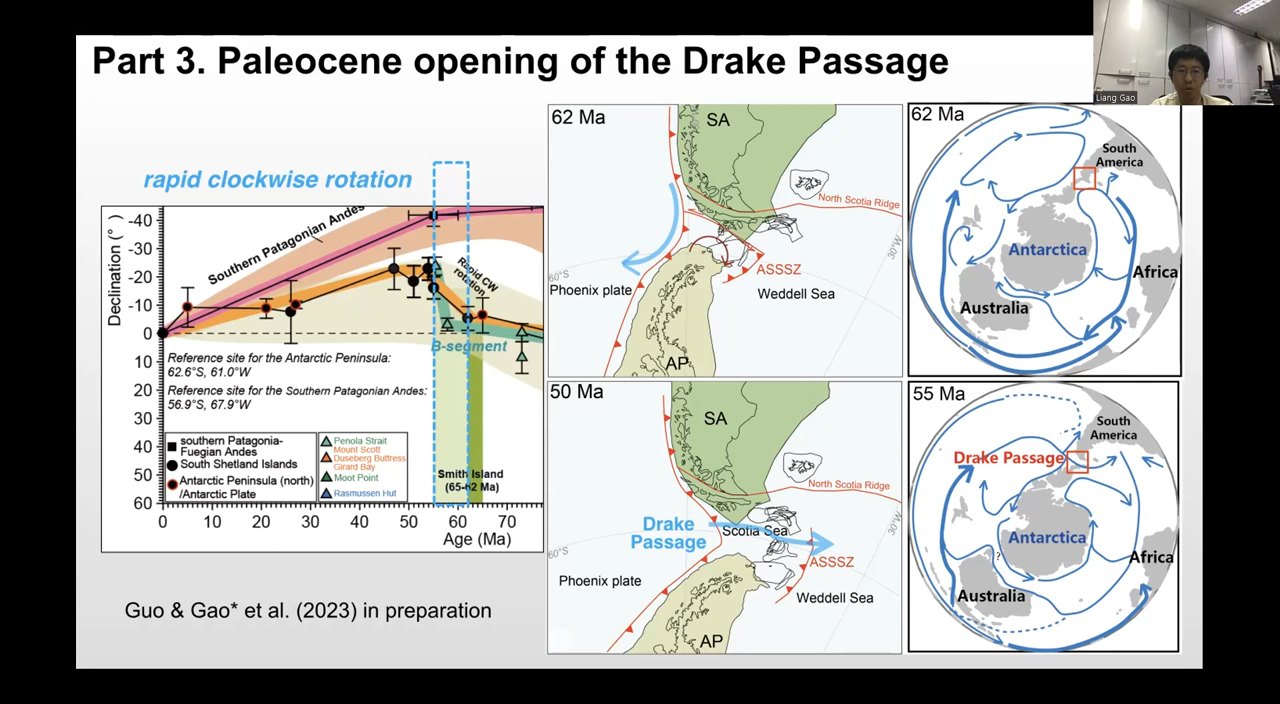 Part 3. Paleocene opening of the Drake Passage
Liang Gao
rapid clockwise rotation
Declination (°)
-40
-30
-20
-10
0
10
20
30
40
50
60
Southern Patagonian Andes
Rapid CW
rotation
B-segment
Reference site for the Antarctic Peninsula:
62.6°S, 61.0°W
Reference site for the Southern Patagonian Andes:
56.9°S, 67.9°W
southern Patagonia-
Fuegian Andes
South Shetland Islands
Antarctic Peninsula (north)
/Antarctic Plate
Penola Strait
Mount Scott
Duseberg Buttress
Girard Bay
Moot Point
Rasmussen Hut
Smith Island
(65-62 Ma)
0 10 20 30 40 50 60 70
Age (Ma)
Guo & Gao* et al. (2023) in preparation
62 Ma
SA
North Scotia Ridge
30°W
60°S
ASSSZ
Phoenix plate
Weddell Sea
AP
50 Ma
SA
North Scotia Ridge
30°W
Drake
Passage
Scotia Sea
60°S
ASSSZ
Phoenix plate
Weddell Sea
AP
62 Ma
South
America
Antarctica
Africa
Australia
55 Ma
South
America
Drake Passage
Antarctica
?
Africa
Australia